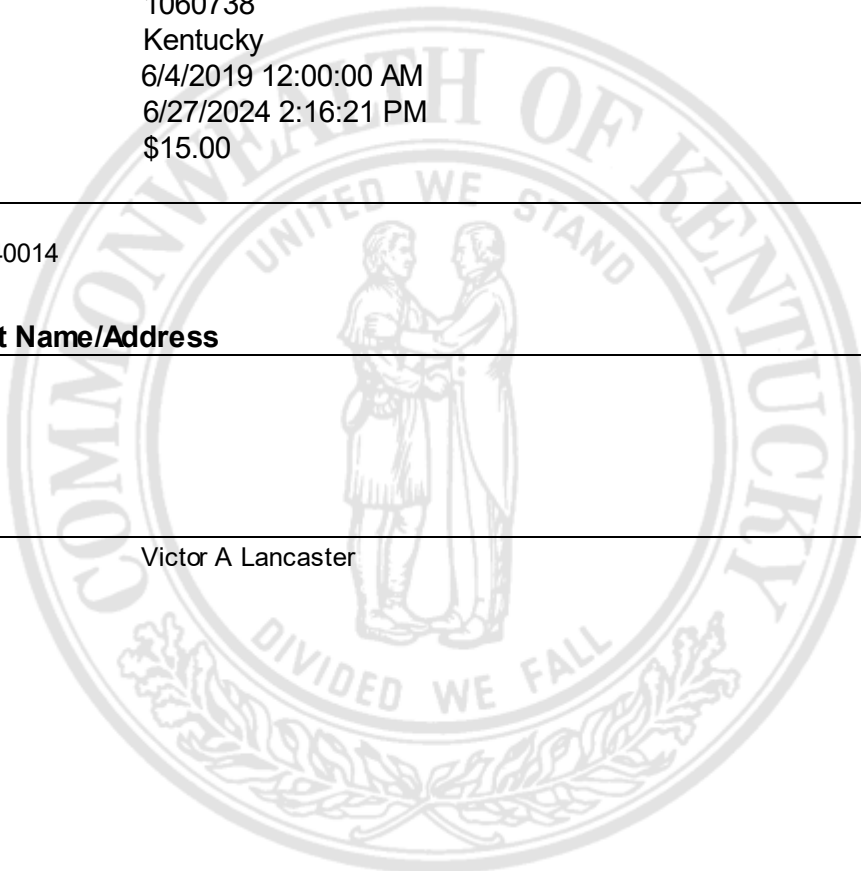 1060738
Kentucky
6/4/2019 12:00:00 AM
6/27/2024 2:16:21 PM
$15.00
COMMONWEALTH OF KENTUCKY
UNITED WE STAND
-0014
t Name/Address
Victor A Lancaster
DIVIDED WE FALL